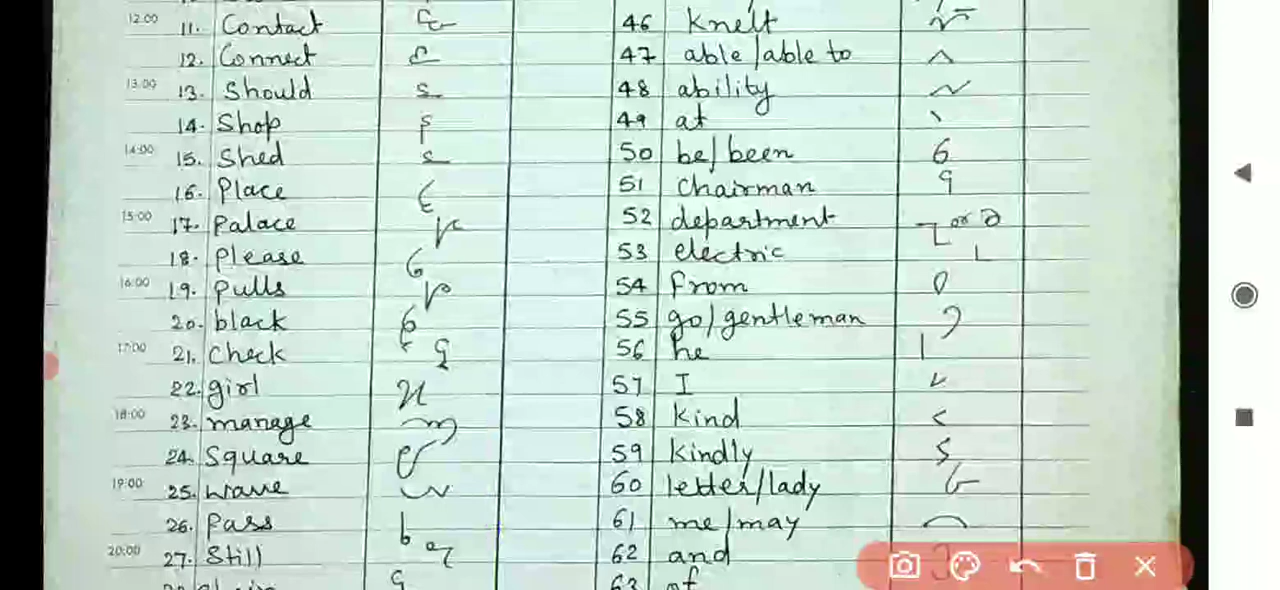 12.00 11. Contact 46 Knelt
12. Connect 47 able/able to
13.00 13. Should 48 ability
14. Shop 49 at
14:00 15. Shed 50 be/been
16. Place 51 Chairman
15:00 17. Palace 52 department or
18. Please 53 electric
16:00 19. Pulls 54 from
20. black 55 go/gentleman
17:00 21. Check 56 he
22. girl 57 I
18:00 23. manage 58 Kind
24. Square 59 Kindly
19:00 25. wave 60 letter/lady
26. Pass 61 me/may
20:00 27. Still 62 and
63 of